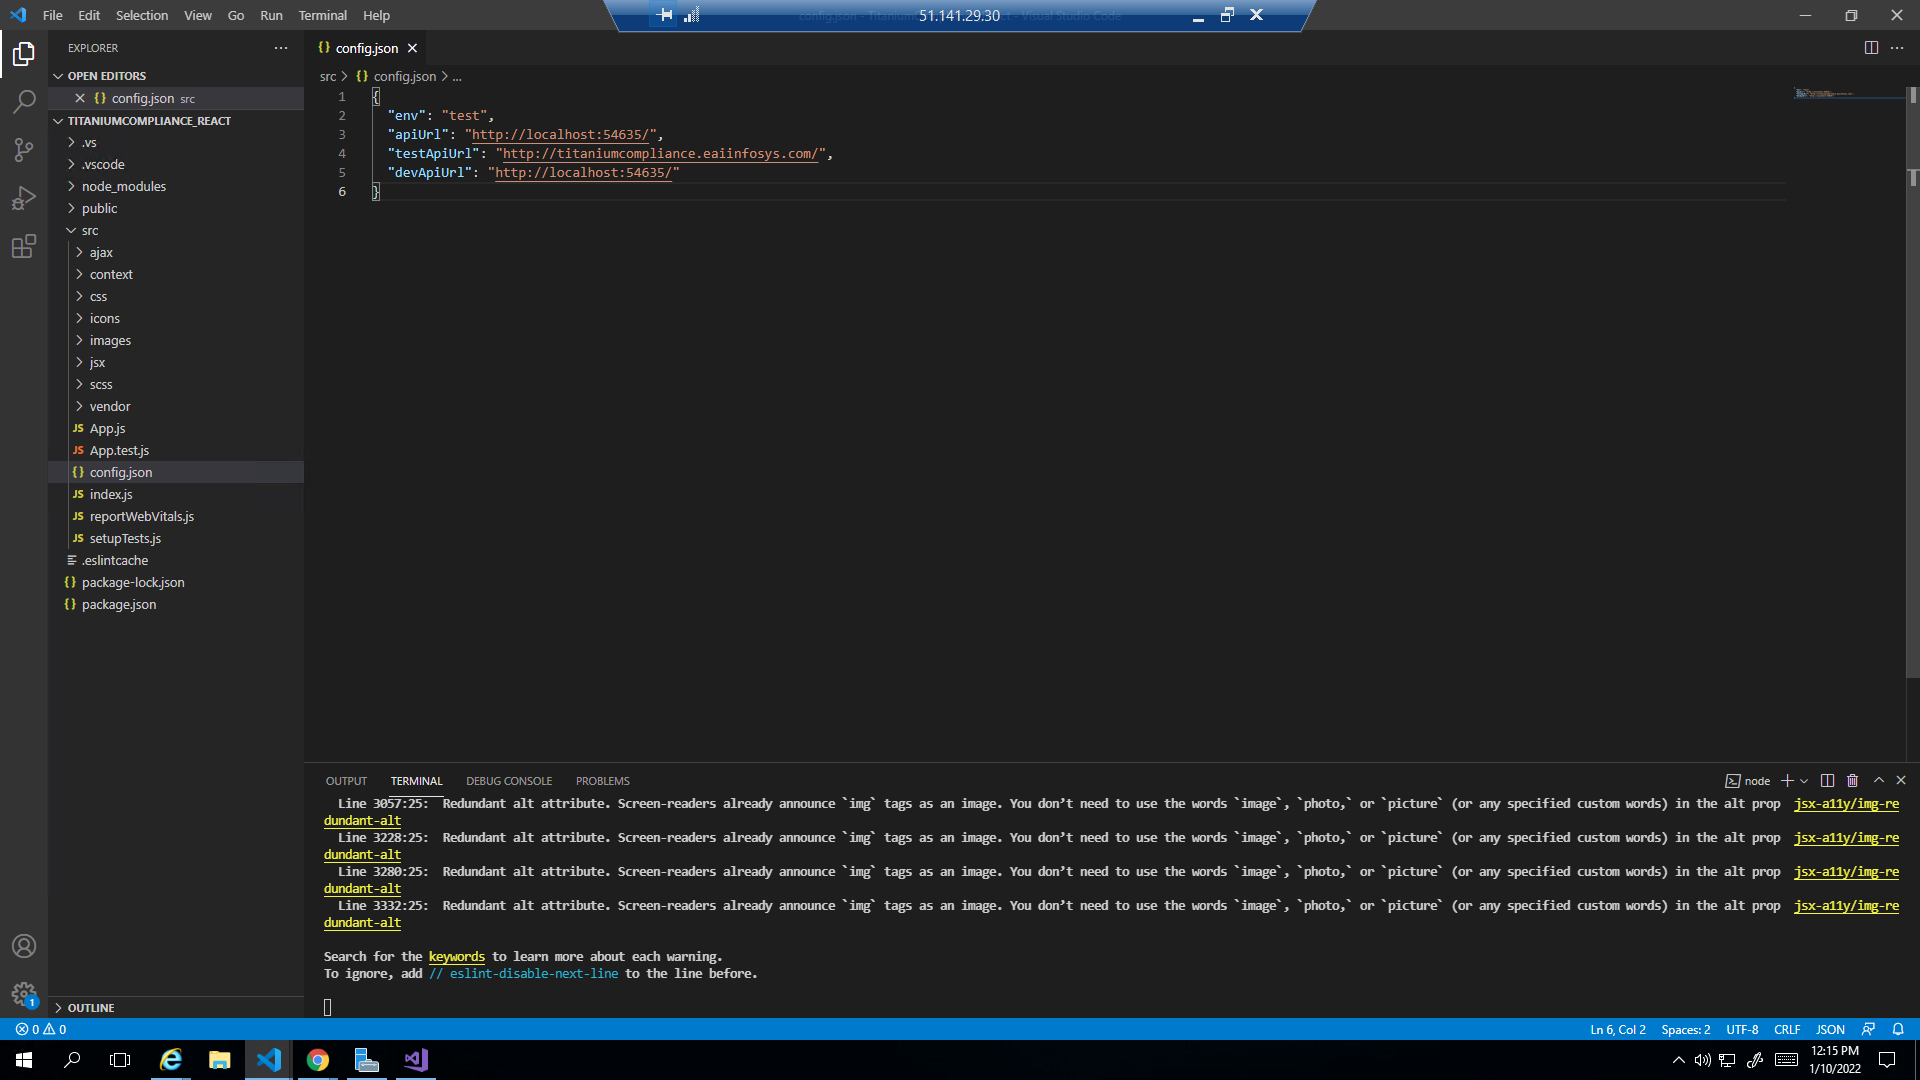 File Edit Selection View Go Run Terminal Help
51.141.29.30
EXPLORER
OPEN EDITORS
config.json src
TITANIUMCOMPLIANCE_REACT
.vs
.vscode
node_modules
public
src
ajax
context
css
icons
images
jsx
scss
vendor
JS App.js
JS App.test.js
{} config.json
JS index.js
JS reportWebVitals.js
JS setupTests.js
.eslintcache
{} package-lock.json
{} package.json
OUTLINE
{} config.json
src > {} config.json > ...
1 {
2 "env": "test",
3 "apiUrl": "http://localhost:54635/",
4 "testApiUrl": "http://titaniumcompliance.eaiinfosys.com/",
5 "devApiUrl": "http://localhost:54635/"
6 }
OUTPUT TERMINAL DEBUG CONSOLE PROBLEMS
node
Line 3057:25: Redundant alt attribute. Screen-readers already announce `img` tags as an image. You don’t need to use the words `image`, `photo,` or `picture` (or any specified custom words) in the alt prop jsx-a11y/img-re
dundant-alt
Line 3228:25: Redundant alt attribute. Screen-readers already announce `img` tags as an image. You don’t need to use the words `image`, `photo,` or `picture` (or any specified custom words) in the alt prop jsx-a11y/img-re
dundant-alt
Line 3280:25: Redundant alt attribute. Screen-readers already announce `img` tags as an image. You don’t need to use the words `image`, `photo,` or `picture` (or any specified custom words) in the alt prop jsx-a11y/img-re
dundant-alt
Line 3332:25: Redundant alt attribute. Screen-readers already announce `img` tags as an image. You don’t need to use the words `image`, `photo,` or `picture` (or any specified custom words) in the alt prop jsx-a11y/img-re
dundant-alt
Search for the keywords to learn more about each warning.
To ignore, add // eslint-disable-next-line to the line before.
1
0 0
Ln 6, Col 2 Spaces: 2 UTF-8 CRLF JSON
12:15 PM
1/10/2022